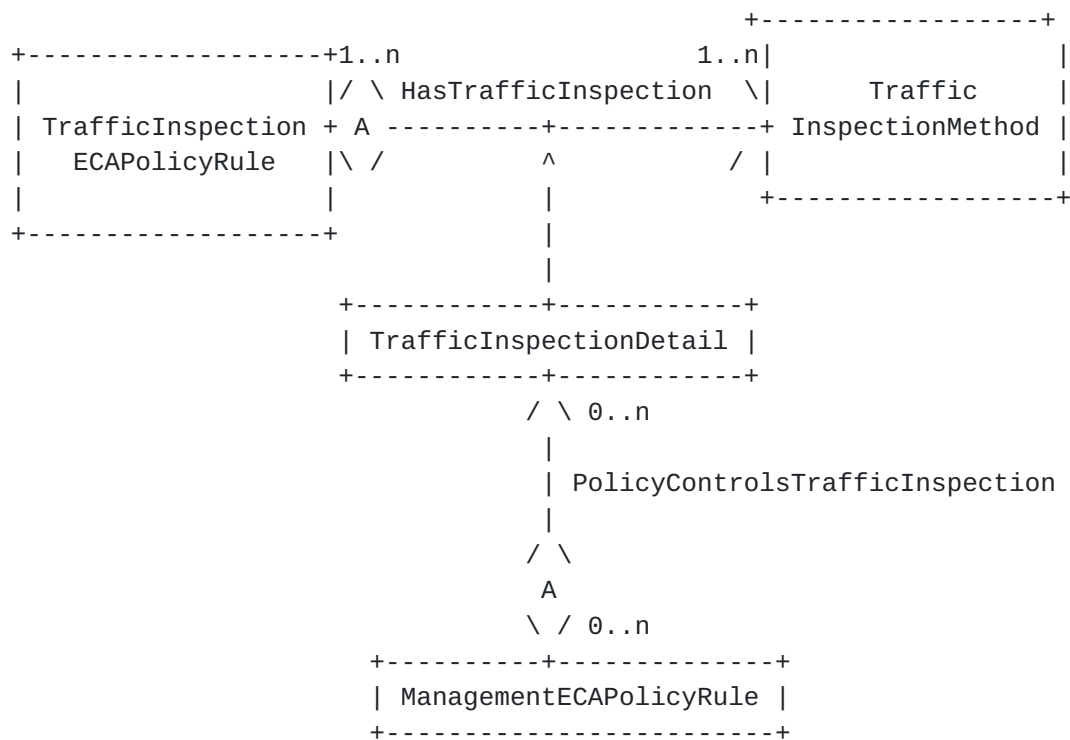 +------------------+
+-------------------+1..n                   1..n|                  |
|                   |/ \ HasTrafficInspection  \|      Traffic     |
| TrafficInspection + A ----------+-------------+ InspectionMethod |
|   ECAPolicyRule   |\ /          ^           / |                  |
|                   |             |             +------------------+
+-------------------+             |
                                  |
                     +------------+------------+
                     | TrafficInspectionDetail |
                     +------------+------------+
                                 / \ 0..n
                                  |
                                  | PolicyControlsTrafficInspection
                                  |
                                 / \
                                  A
                                 \ / 0..n
                       +----------+--------------+
                       | ManagementECAPolicyRule |
                       +-------------------------+